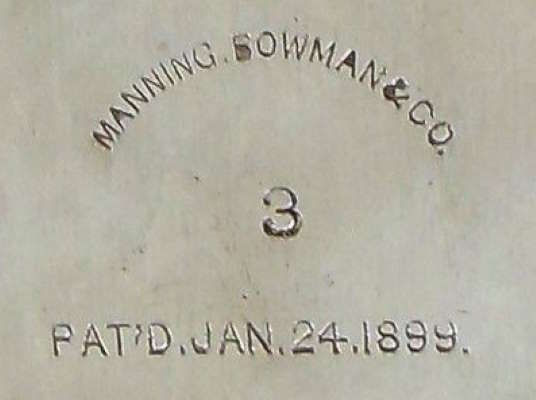 MANNING. BOWMAN & CO.
3
PAT'D. JAN. 24. 1899.